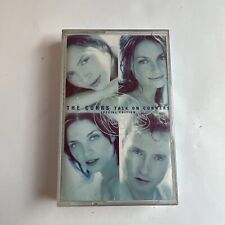 THE CORRS TALK ON CORNERS
SPECIAL EDITION